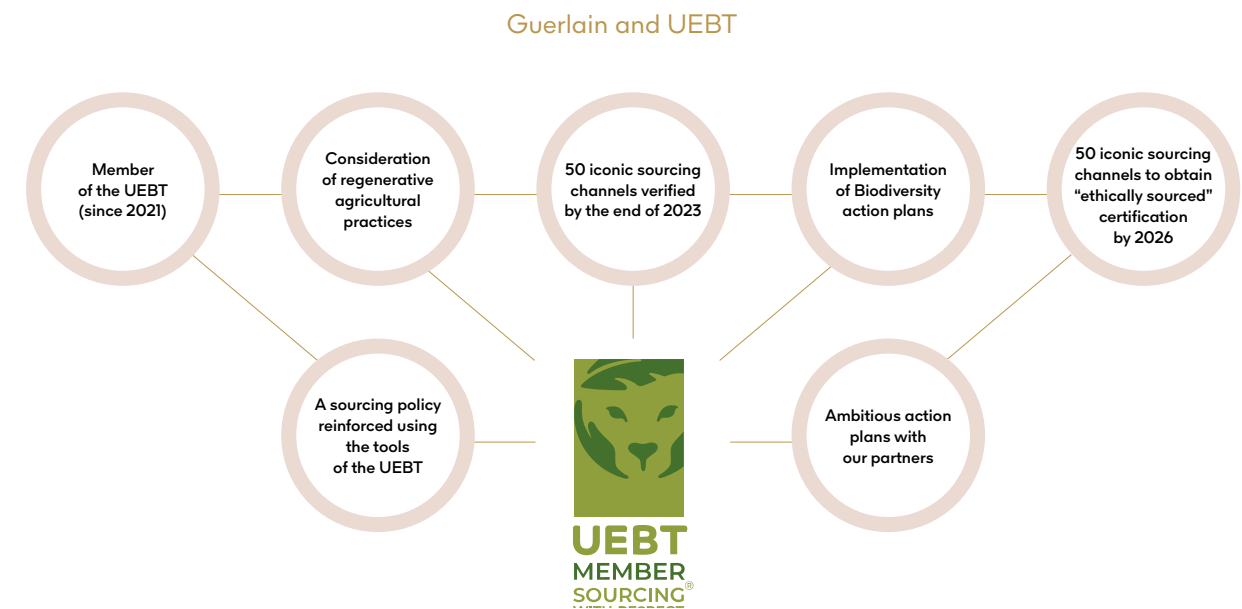 Guerlain and UEBT
Member
of the UEBT
(since 2021)
Consideration
of regenerative
agricultural
practices
50 iconic sourcing
channels verified
by the end of 2023
Implementation
of Biodiversity
action plans
50 iconic sourcing
channels to obtain
“ethically sourced”
certification
by 2026
A sourcing policy
reinforced using
the tools
of the UEBT
Ambitious action
plans with
our partners
UEBT
MEMBER
SOURCING®
WITH RESPECT